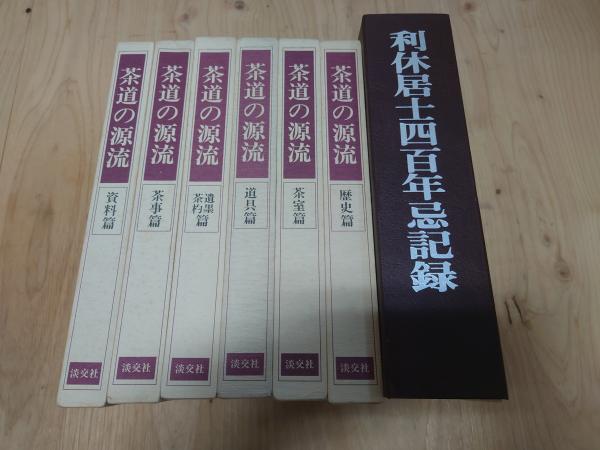 茶道の源流
資料篇
淡交社
茶道の源流
茶事篇
淡交社
茶道の源流
遺墨
茶杓
篇
淡交社
茶道の源流
道具篇
淡交社
茶道の源流
茶室篇
淡交社
茶道の源流
歴史篇
淡交社
利休居士四百年忌記録